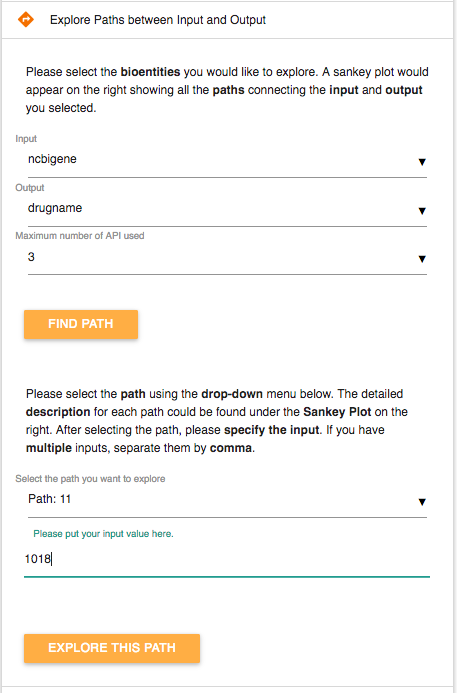 Explore Paths between Input and Output
Please select the bioentities you would like to explore. A sankey plot would
appear on the right showing all the paths connecting the input and output
you selected.
Input
ncbigene
Output
drugname
Maximum number of API used
3
FIND PATH
Please select the path using the drop-down menu below. The detailed
description for each path could be found under the Sankey Plot on the
right. After selecting the path, please specify the input. If you have
multiple inputs, separate them by comma.
Select the path you want to explore
Path: 11
Please put your input value here.
1018
EXPLORE THIS PATH